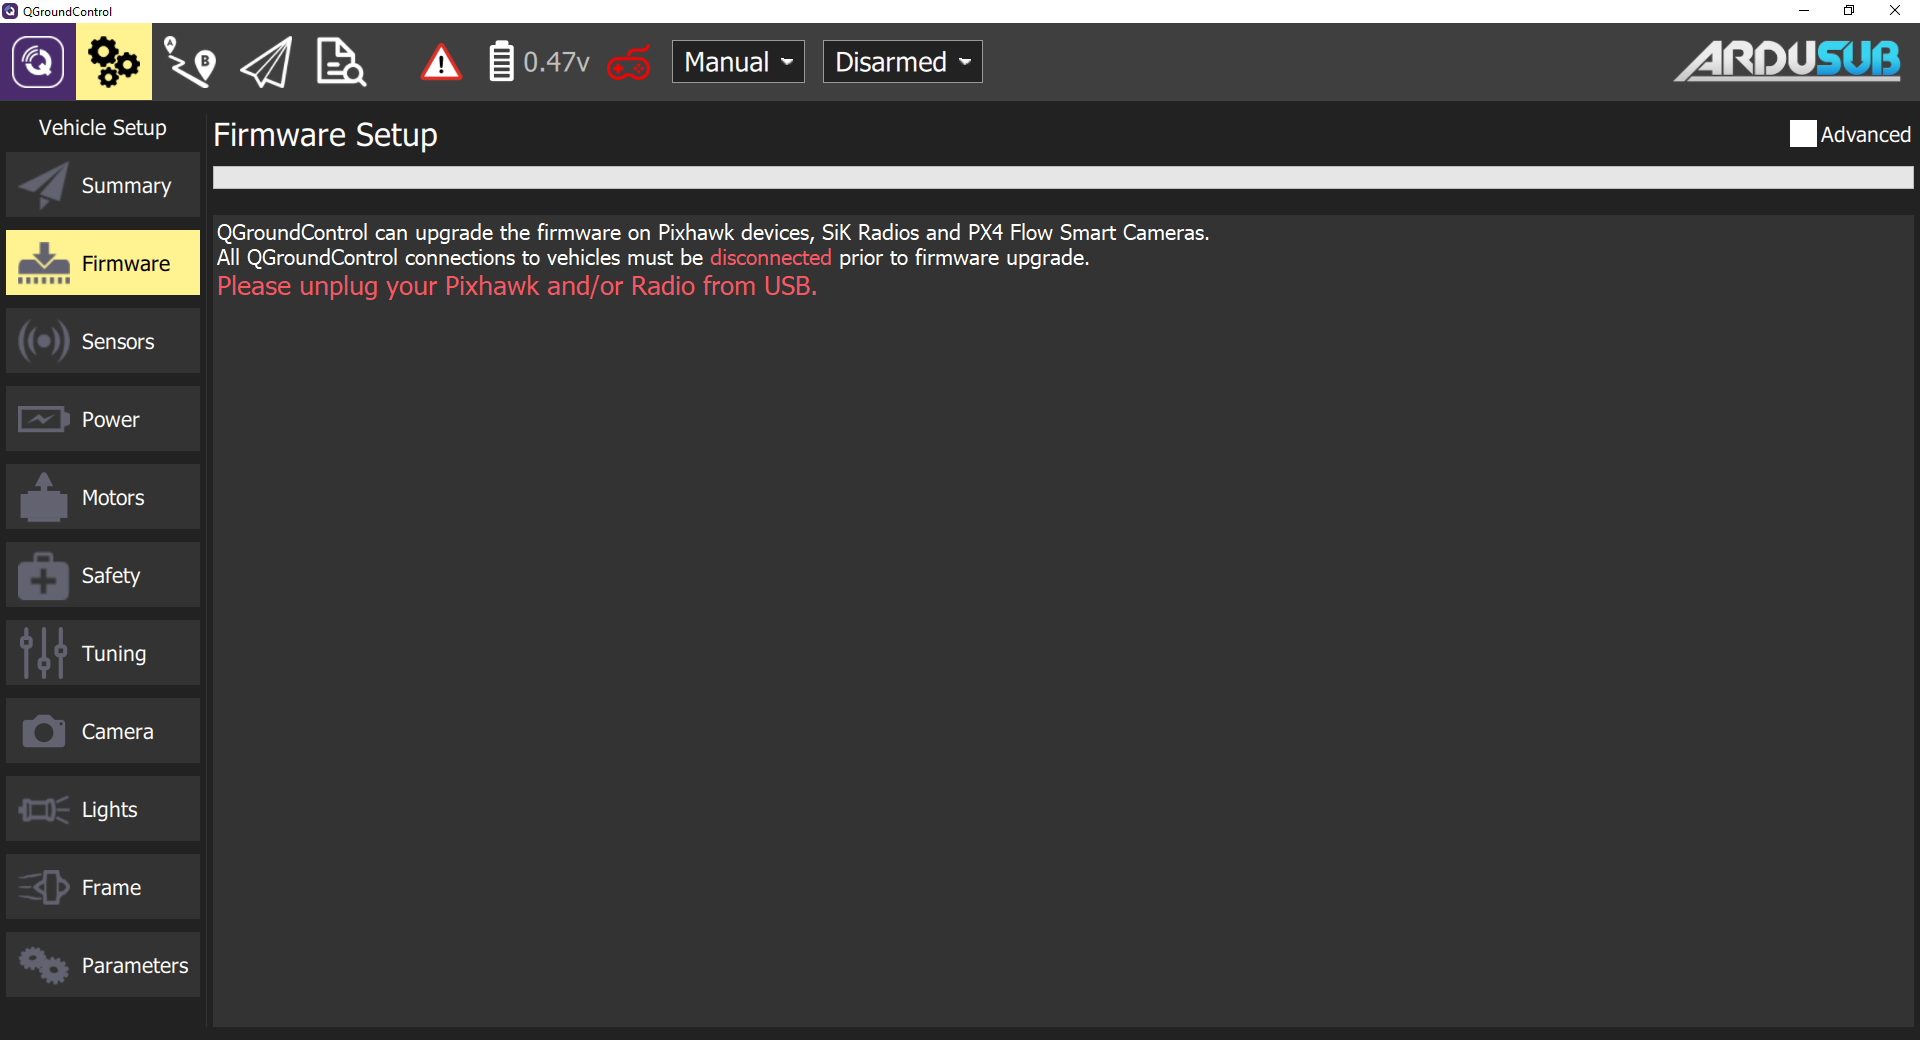 QGroundControl
0.47v
Manual
Disarmed
ARDUSUB
Vehicle Setup
Summary
Firmware
Sensors
Power
Motors
Safety
Tuning
Camera
Lights
Frame
Parameters
Firmware Setup
Advanced
QGroundControl can upgrade the firmware on Pixhawk devices, SiK Radios and PX4 Flow Smart Cameras.
All QGroundControl connections to vehicles must be disconnected prior to firmware upgrade.
Please unplug your Pixhawk and/or Radio from USB.